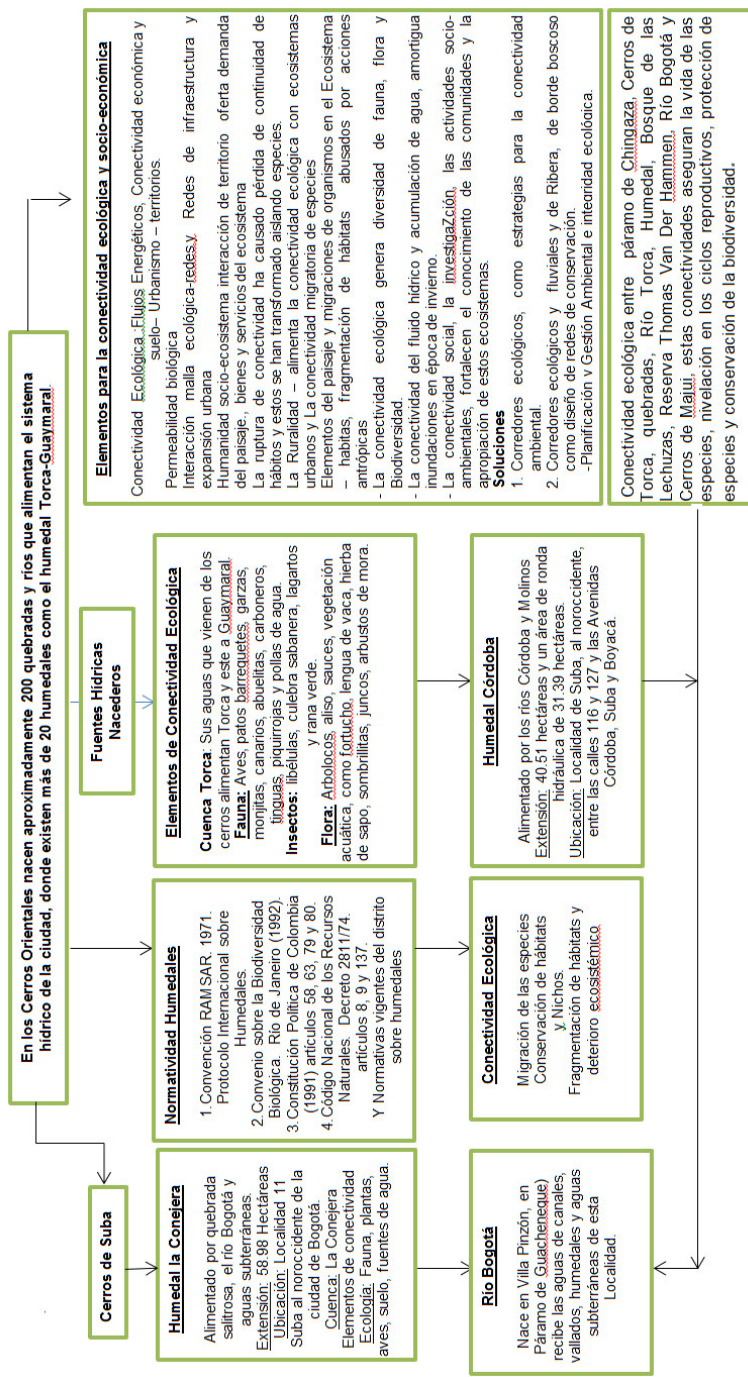 En los Cerros Orientales nacen aproximadamente 200 quebradas y ríos que alimentan el sistema
hídrico de la ciudad, donde existen más de 20 humedales como el humedal Torca-Guaymaral
Cerros de Suba
Fuentes Hídricas
Nacederos
Humedal la Conejera
Alimentado por quebrada
salitrosa, el río Bogotá y
aguas subterráneas.
Extensión: 58.98 Hectáreas
Ubicación: Localidad 11
Suba al noroccidente de la
ciudad de Bogotá.
Cuenca: La Conejera
Elementos de conectividad
Ecología: Fauna, plantas,
aves, suelo, fuentes de agua.
Normatividad Humedales
1. Convención RAMSAR. 1971.
Protocolo Internacional sobre
Humedales.
2. Convenio sobre la Biodiversidad
Biológica. Río de Janeiro (1992).
3. Constitución Política de Colombia
(1991) artículos 58, 63, 79 y 80.
4. Código Nacional de los Recursos
Naturales. Decreto 2811/74.
artículos 8, 9 y 137.
Y Normativas vigentes del distrito
sobre humedales
Elementos de Conectividad Ecológica
Cuenca Torca: Sus aguas que vienen de los
cerros alimentan Torca y este a Guaymaral.
Fauna: Aves, patos barrequetes, garzas,
monjitas, canarios, abuelitas, carboneros,
tinguas, piquirrojas y pollas de agua.
Insectos: libélulas, culebra sabanera, lagartos
y rana verde.
Flora: Arbolocos, aliso, sauces, vegetación
acuática, como fortucho, lengua de vaca, hierba
de sapo, sombrillitas, juncos, arbustos de mora.
Elementos para la conectividad ecológica y socio-económica
Conectividad Ecológica :Flujos Energéticos, Conectividad económica y
suelo– Urbanismo – territorios.
Permeabilidad biológica
Interacción malla ecológica-redes.y. Redes de infraestructura y
expansión urbana
Humanidad socio-ecosistema interacción de territorio oferta demanda
del paisaje., bienes y servicios del ecosistema
La ruptura de conectividad ha causado pérdida de continuidad de
hábitos y estos se han transformado aislando especies.
La Ruralidad – alimenta la conectividad ecológica con ecosistemas
urbanos y La conectividad migratoria de especies
Elementos del paisaje y migraciones de organismos en el Ecosistema
– habitas, fragmentación de hábitats abusados por acciones
antrópicas
- La conectividad ecológica genera diversidad de fauna, flora y
Biodiversidad.
- La conectividad del fluido hídrico y acumulación de agua, amortigua
inundaciones en época de invierno.
- La conectividad social, la investigaZción, las actividades socio-
ambientales, fortalecen el conocimiento de las comunidades y la
apropiación de estos ecosistemas.
Soluciones
1. Corredores ecológicos, como estrategias para la conectividad
ambiental.
2. Corredores ecológicos y fluviales y de Ribera, de borde boscoso
como diseño de redes de conservación.
-Planificación y Gestión Ambiental e integridad ecológica.
Río Bogotá
Nace en Villa Pinzón, en
Páramo de Guacheneque)
recibe las aguas de canales,
vallados, humedales y aguas
subterráneas de esta
Localidad.
Conectividad Ecológica
Migración de las especies
Conservación de hábitats
y Nichos.
Fragmentación de hábitats y
deterioro ecosistémico
Humedal Córdoba
Alimentado por los ríos Córdoba y Molinos
Extensión: 40.51 hectáreas y un área de ronda
hidráulica de 31.39 hectáreas.
Ubicación: Localidad de Suba, al noroccidente,
entre las calles 116 y 127 y las Avenidas
Córdoba, Suba y Boyacá.
Conectividad ecológica entre páramo de Chingaza, Cerros de
Torca, quebradas, Río Torca, Humedal, Bosque de las
Lechuzas, Reserva Thomas Van Der Hammen, Río Bogotá y
Cerros de Majui, estas conectividades aseguran la vida de las
especies, nivelación en los ciclos reproductivos, protección de
especies y conservación de la biodiversidad.